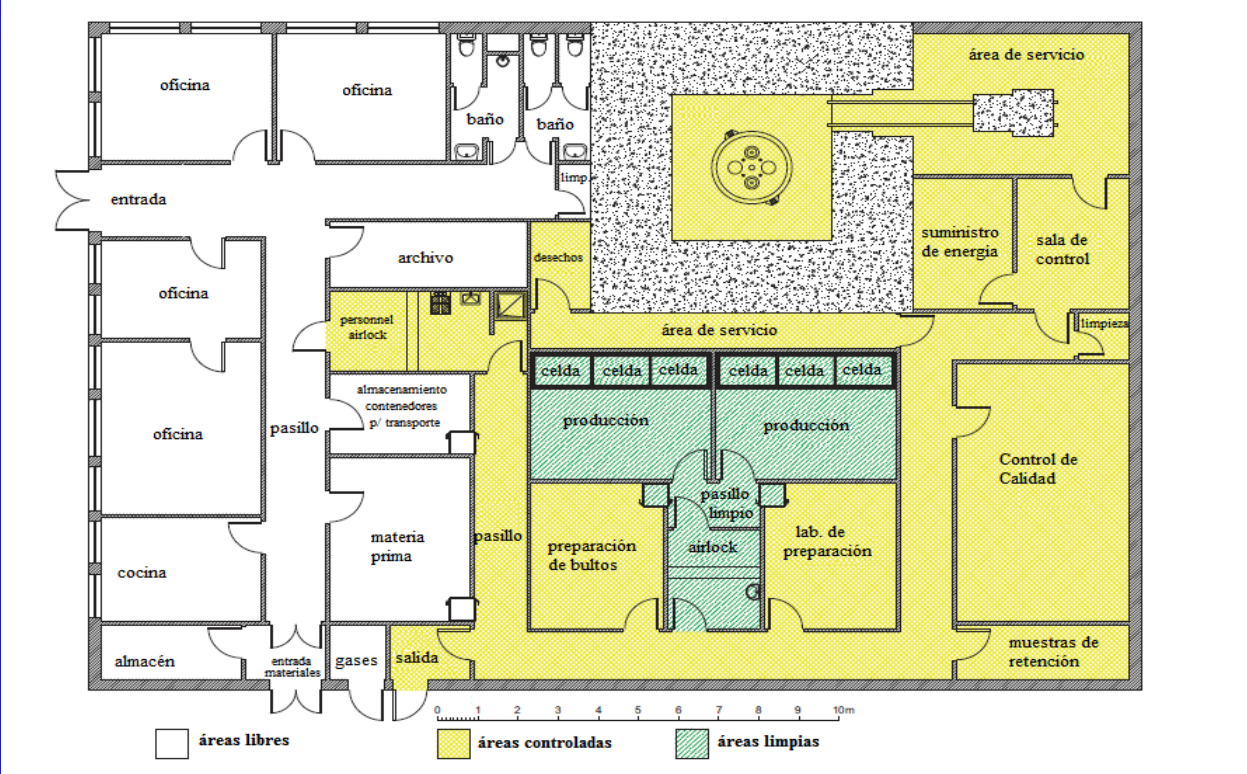 oficina
oficina
baño
baño
área de servicio
entrada
limp.
archivo
desechos
suministro
de energia
sala de
control
oficina
personnel
airlock
área de servicio
limpieza
celda
celda
celda
celda
celda
celda
almacenamiento
contenedores
p/ transporte
oficina
pasillo
producción
producción
Control de
Calidad
pasillo
limpio
materia
prima
pasillo
preparación
de bultos
airlock
lab. de
preparación
cocina
almacén
entrada
materiales
gases
salida
muestras de
retención
0 1 2 3 4 5 6 7 8 9 10m
áreas libres
áreas controladas
áreas limpias